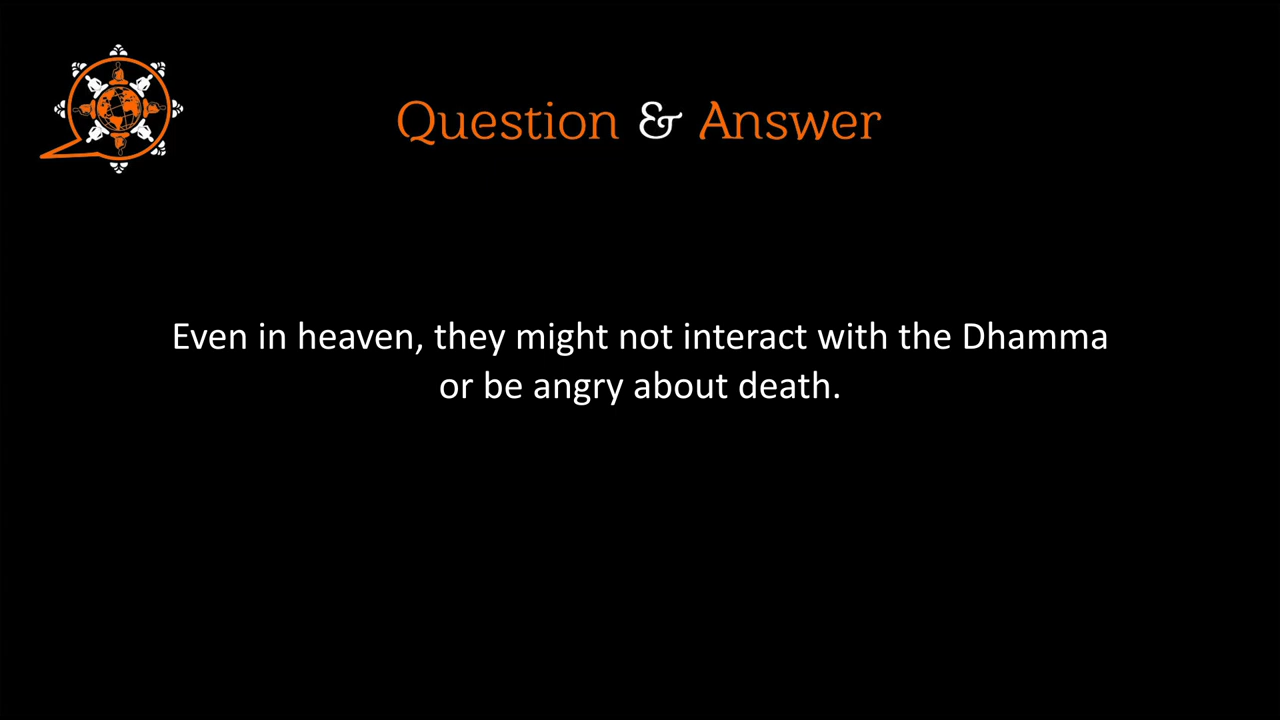 Question & Answer
Even in heaven, they might not interact with the Dhamma
or be angry about death.